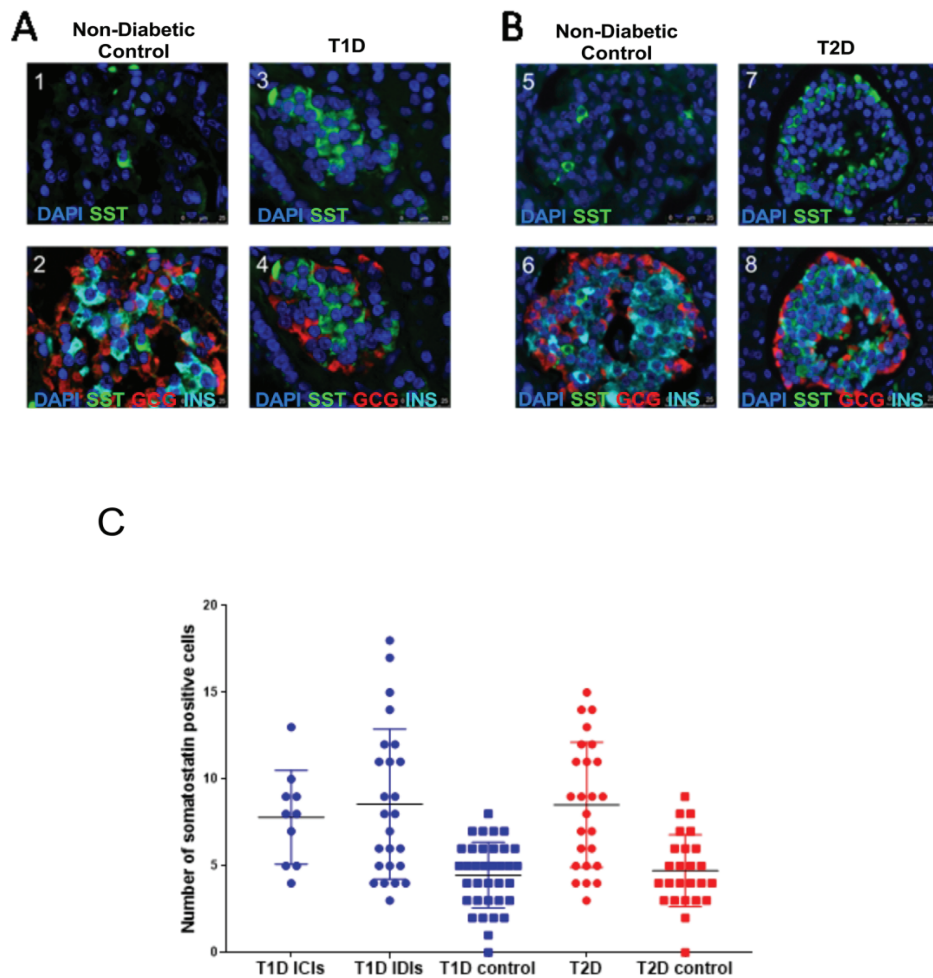 A
Non-Diabetic
Control
T1D
B
Non-Diabetic
Control
T2D
1
DAPI SST
3
DAPI SST
5
DAPI SST
7
DAPI SST
2
DAPI SST GCG INS
4
DAPI SST GCG INS
6
DAPI SST GCG INS
8
DAPI SST GCG INS
C
Number of somatostatin positive cells
20
15
10
5
0
T1D ICIs
T1D IDIs
T1D control
T2D
T2D control